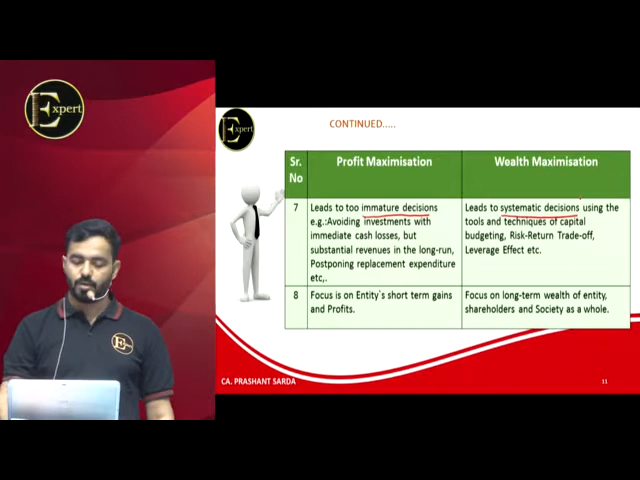 Expert
Expert
CONTINUED.....
Sr. No
Profit Maximisation
Wealth Maximisation
7
Leads to too immature decisions
e.g.:Avoiding investments with
immediate cash losses, but
substantial revenues in the long-run,
Postponing replacement expenditure
etc,.
Leads to systematic decisions using the
tools and techniques of capital
budgeting, Risk-Return Trade-off,
Leverage Effect etc.
8
Focus is on Entity`s short term gains
and Profits.
Focus on long-term wealth of entity,
shareholders and Society as a whole.
CA. PRASHANT SARDA
11